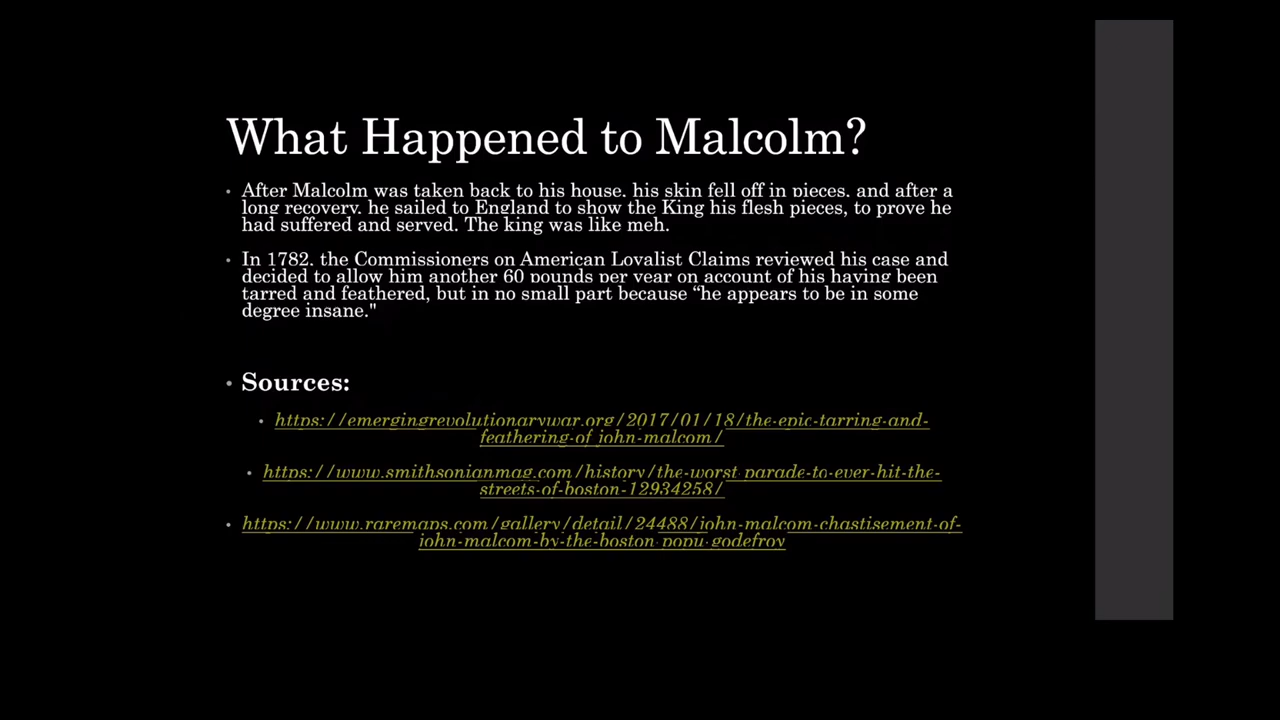 What Happened to Malcolm?
• After Malcolm was taken back to his house, his skin fell off in pieces, and after a
long recovery, he sailed to England to show the King his flesh pieces, to prove he
had suffered and served. The king was like meh.
• In 1782, the Commissioners on American Loyalist Claims reviewed his case and
decided to allow him another 60 pounds per year on account of his having been
tarred and feathered, but in no small part because “he appears to be in some
degree insane."
• Sources:
• https://emergingrevolutionarywar.org/2017/01/18/the-epic-tarring-and-
feathering-of-john-malcom/
• https://www.smithsonianmag.com/history/the-worst-parade-to-ever-hit-the-
streets-of-boston-12934258/
• https://www.raremaps.com/gallery/detail/24488/john-malcom-chastisement-of-
john-malcom-by-the-boston-popu-godefroy